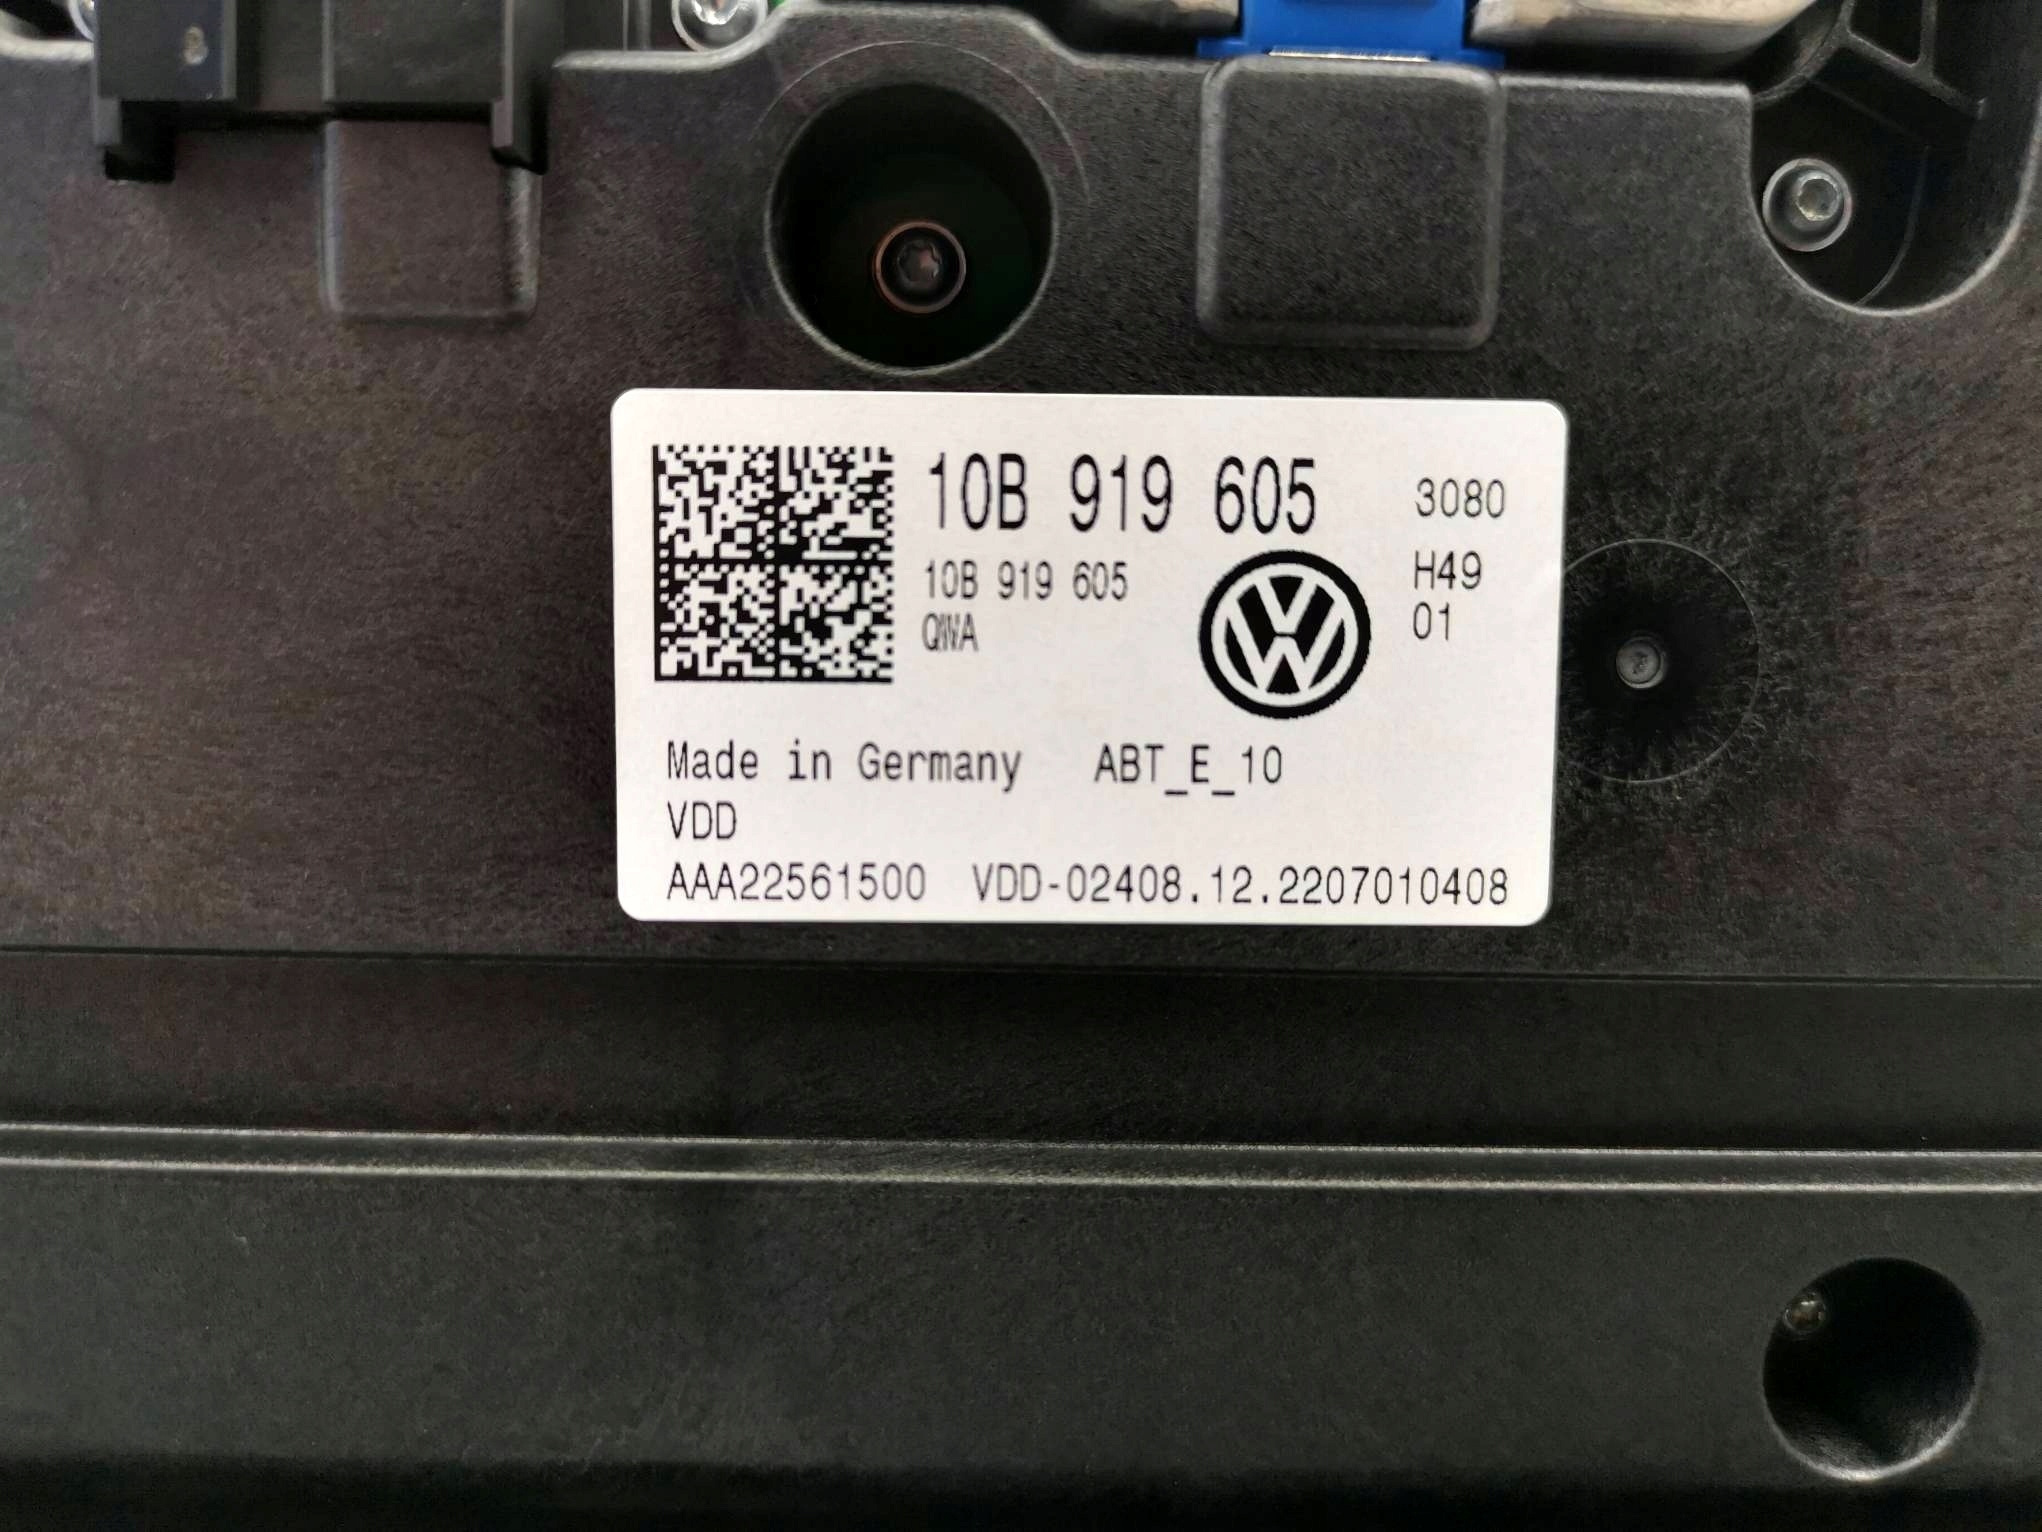 10B 919 605 3080
10B 919 605 H49
QWA 01
Made in Germany ABT_E_10
VDD
AAA22561500 VDD-02408.12.2207010408